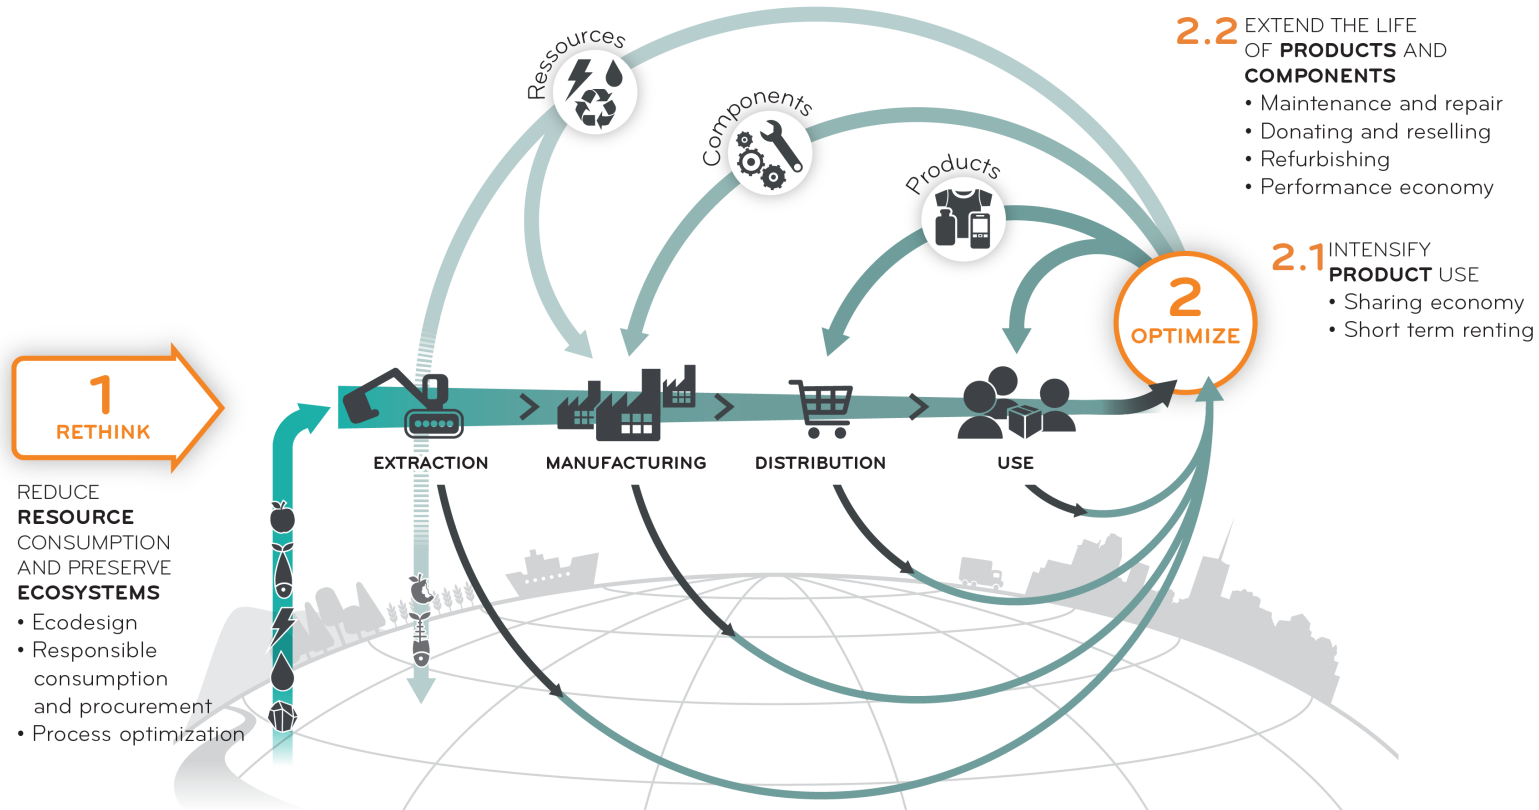 1
RETHINK
REDUCE
RESOURCE
CONSUMPTION
AND PRESERVE
ECOSYSTEMS
• Ecodesign
• Responsible
consumption
and procurement
• Process optimization
Ressources
Components
Products
EXTRACTION
MANUFACTURING
DISTRIBUTION
USE
2
OPTIMIZE
2.2 EXTEND THE LIFE
OF PRODUCTS AND
COMPONENTS
• Maintenance and repair
• Donating and reselling
• Refurbishing
• Performance economy
2.1 INTENSIFY
PRODUCT USE
• Sharing economy
• Short term renting